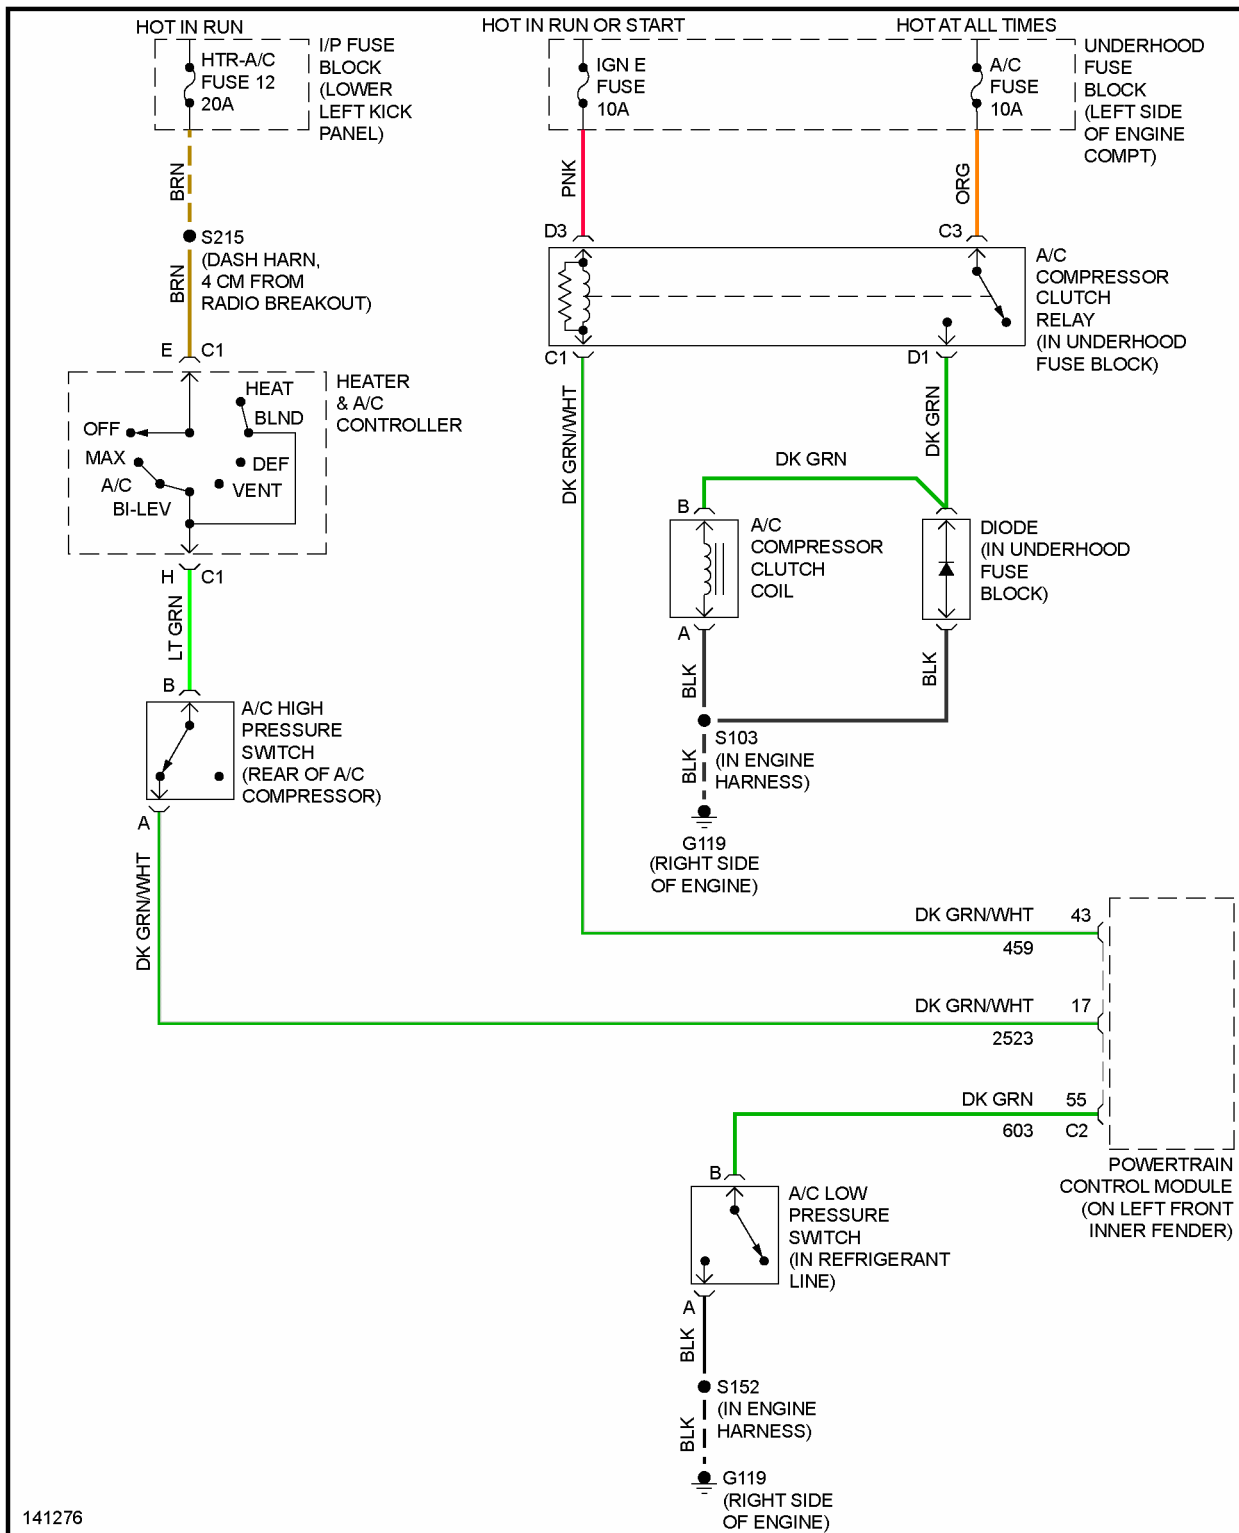 HOT IN RUN
HTR-A/C
FUSE 12
20A
I/P FUSE
BLOCK
(LOWER
LEFT KICK
PANEL)
HOT IN RUN OR START
IGN E
FUSE
10A
HOT AT ALL TIMES
A/C
FUSE
10A
UNDERHOOD
FUSE
BLOCK
(LEFT SIDE
OF ENGINE
COMPT)
BRN
PNK
ORG
S215
(DASH HARN,
4 CM FROM
RADIO BREAKOUT)
BRN
D3
C3
A/C
COMPRESSOR
CLUTCH
RELAY
(IN UNDERHOOD
FUSE BLOCK)
E C1
C1
D1
HEATER
& A/C
CONTROLLER
HEAT
BLND
OFF
MAX
DEF
A/C
VENT
BI-LEV
DK GRN/WHT
DK GRN
DK GRN
B
A/C
COMPRESSOR
CLUTCH
COIL
DIODE
(IN UNDERHOOD
FUSE
BLOCK)
H C1
LT GRN
A
BLK
BLK
B
A/C HIGH
PRESSURE
SWITCH
(REAR OF A/C
COMPRESSOR)
S103
(IN ENGINE
HARNESS)
BLK
A
G119
(RIGHT SIDE
OF ENGINE)
DK GRN/WHT
DK GRN/WHT 43
459
DK GRN/WHT 17
2523
DK GRN 55
603 C2
POWERTRAIN
CONTROL MODULE
(ON LEFT FRONT
INNER FENDER)
B
A/C LOW
PRESSURE
SWITCH
(IN REFRIGERANT
LINE)
A
BLK
S152
(IN ENGINE
HARNESS)
BLK
G119
(RIGHT SIDE
OF ENGINE)
141276